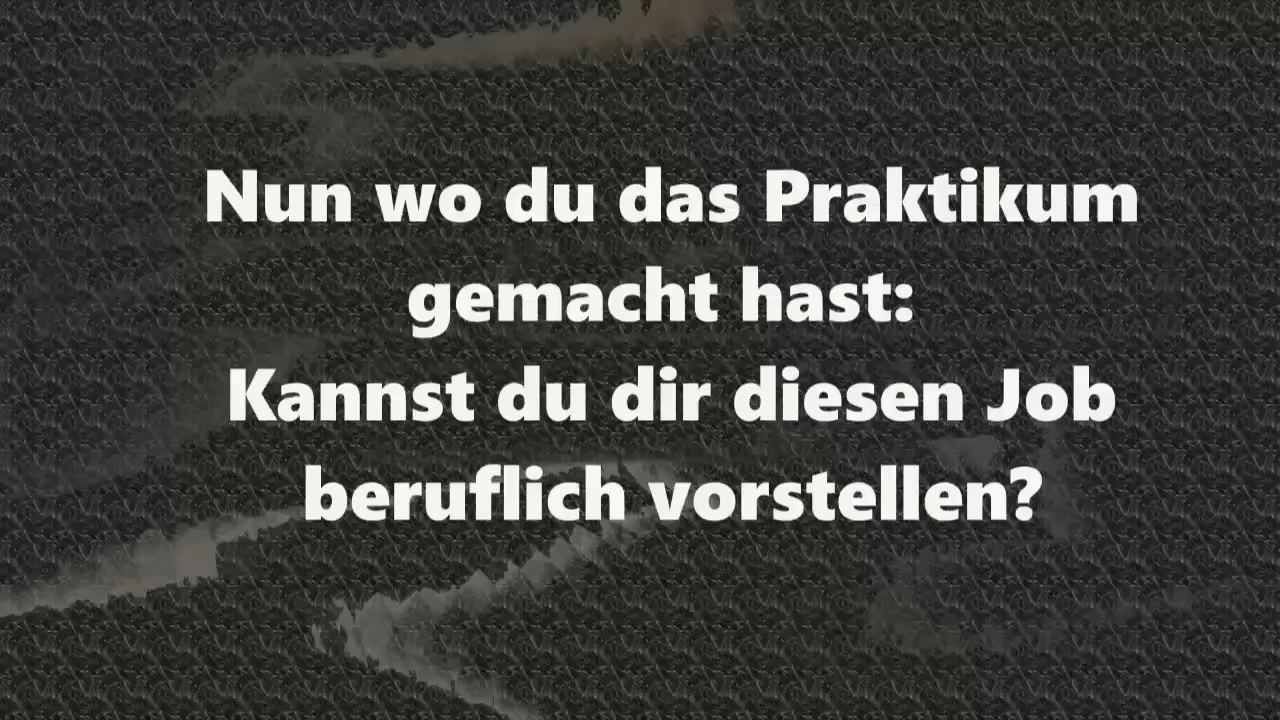 Nun wo du das Praktikum
gemacht hast:
Kannst du dir diesen Job
beruflich vorstellen?